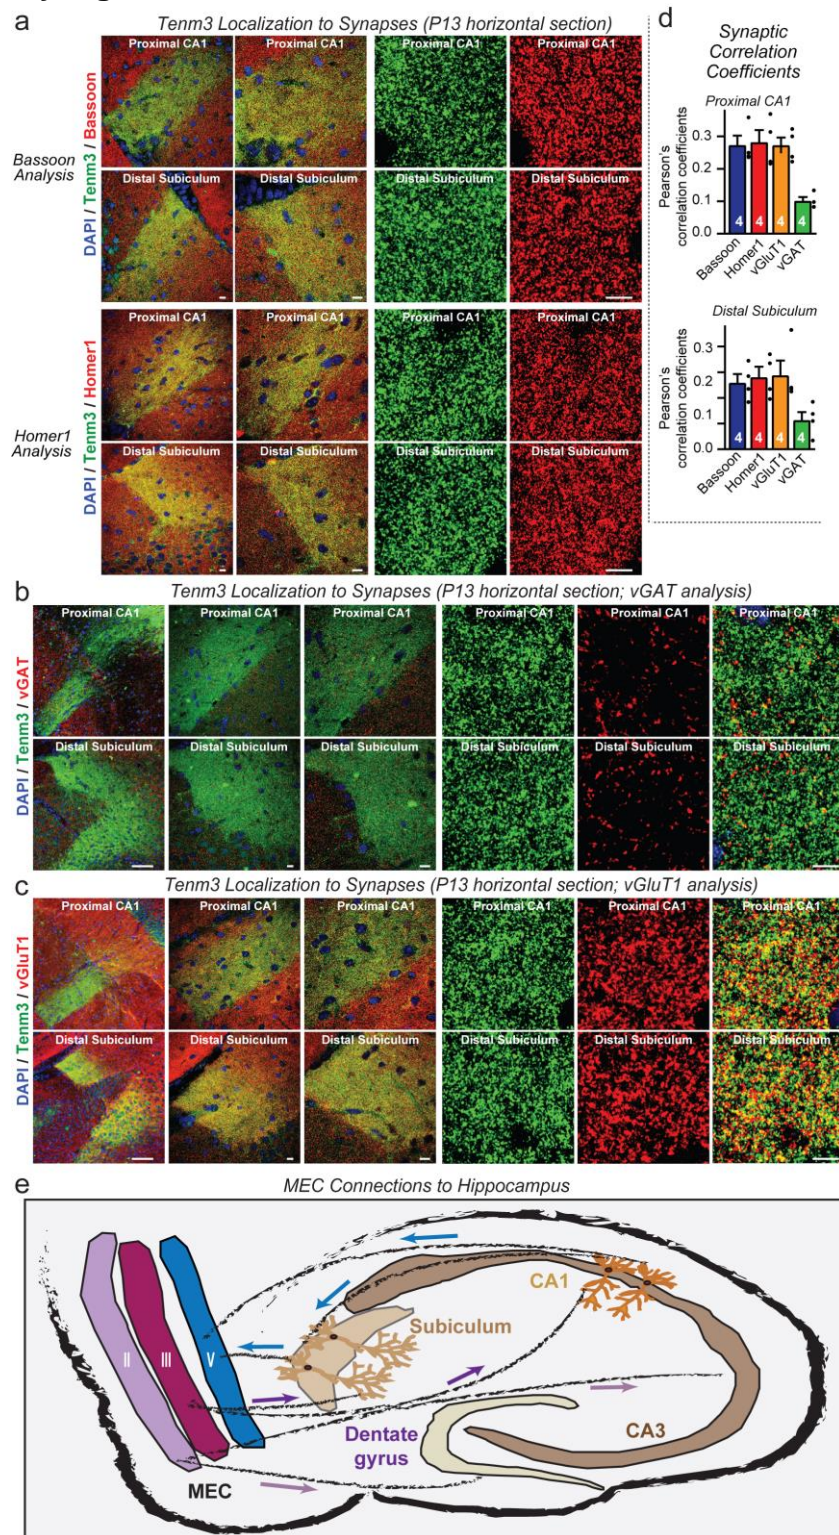 a
Tenm3 Localization to Synapses (P13 horizontal section)
Bassoon
Analysis
DAPI / Tenm3 / Bassoon
Proximal CA1
Proximal CA1
Proximal CA1
Proximal CA1
Distal Subiculum
Distal Subiculum
Distal Subiculum
Distal Subiculum
Homer1
Analysis
DAPI / Tenm3 / Homer1
Proximal CA1
Proximal CA1
Proximal CA1
Proximal CA1
Distal Subiculum
Distal Subiculum
Distal Subiculum
Distal Subiculum
d
Synaptic
Correlation
Coefficients
Proximal CA1
Pearson's
correlation coefficients
0.3
0.2
0.1
0.0
4
4
4
4
Bassoon
Homer1
vGluT1
vGAT
Distal Subiculum
Pearson's
correlation coefficients
0.3
0.2
0.2
0.1
0.0
4
4
4
4
Bassoon
Homer1
vGluT1
vGAT
b
Tenm3 Localization to Synapses (P13 horizontal section; vGAT analysis)
DAPI / Tenm3 / vGAT
Proximal CA1
Proximal CA1
Proximal CA1
Proximal CA1
Proximal CA1
Proximal CA1
Distal Subiculum
Distal Subiculum
Distal Subiculum
Distal Subiculum
Distal Subiculum
Distal Subiculum
c
Tenm3 Localization to Synapses (P13 horizontal section; vGluT1 analysis)
DAPI / Tenm3 / vGluT1
Proximal CA1
Proximal CA1
Proximal CA1
Proximal CA1
Proximal CA1
Proximal CA1
Distal Subiculum
Distal Subiculum
Distal Subiculum
Distal Subiculum
Distal Subiculum
Distal Subiculum
e
MEC Connections to Hippocampus
II
III
V
CA1
Subiculum
Dentate
gyrus
CA3
MEC